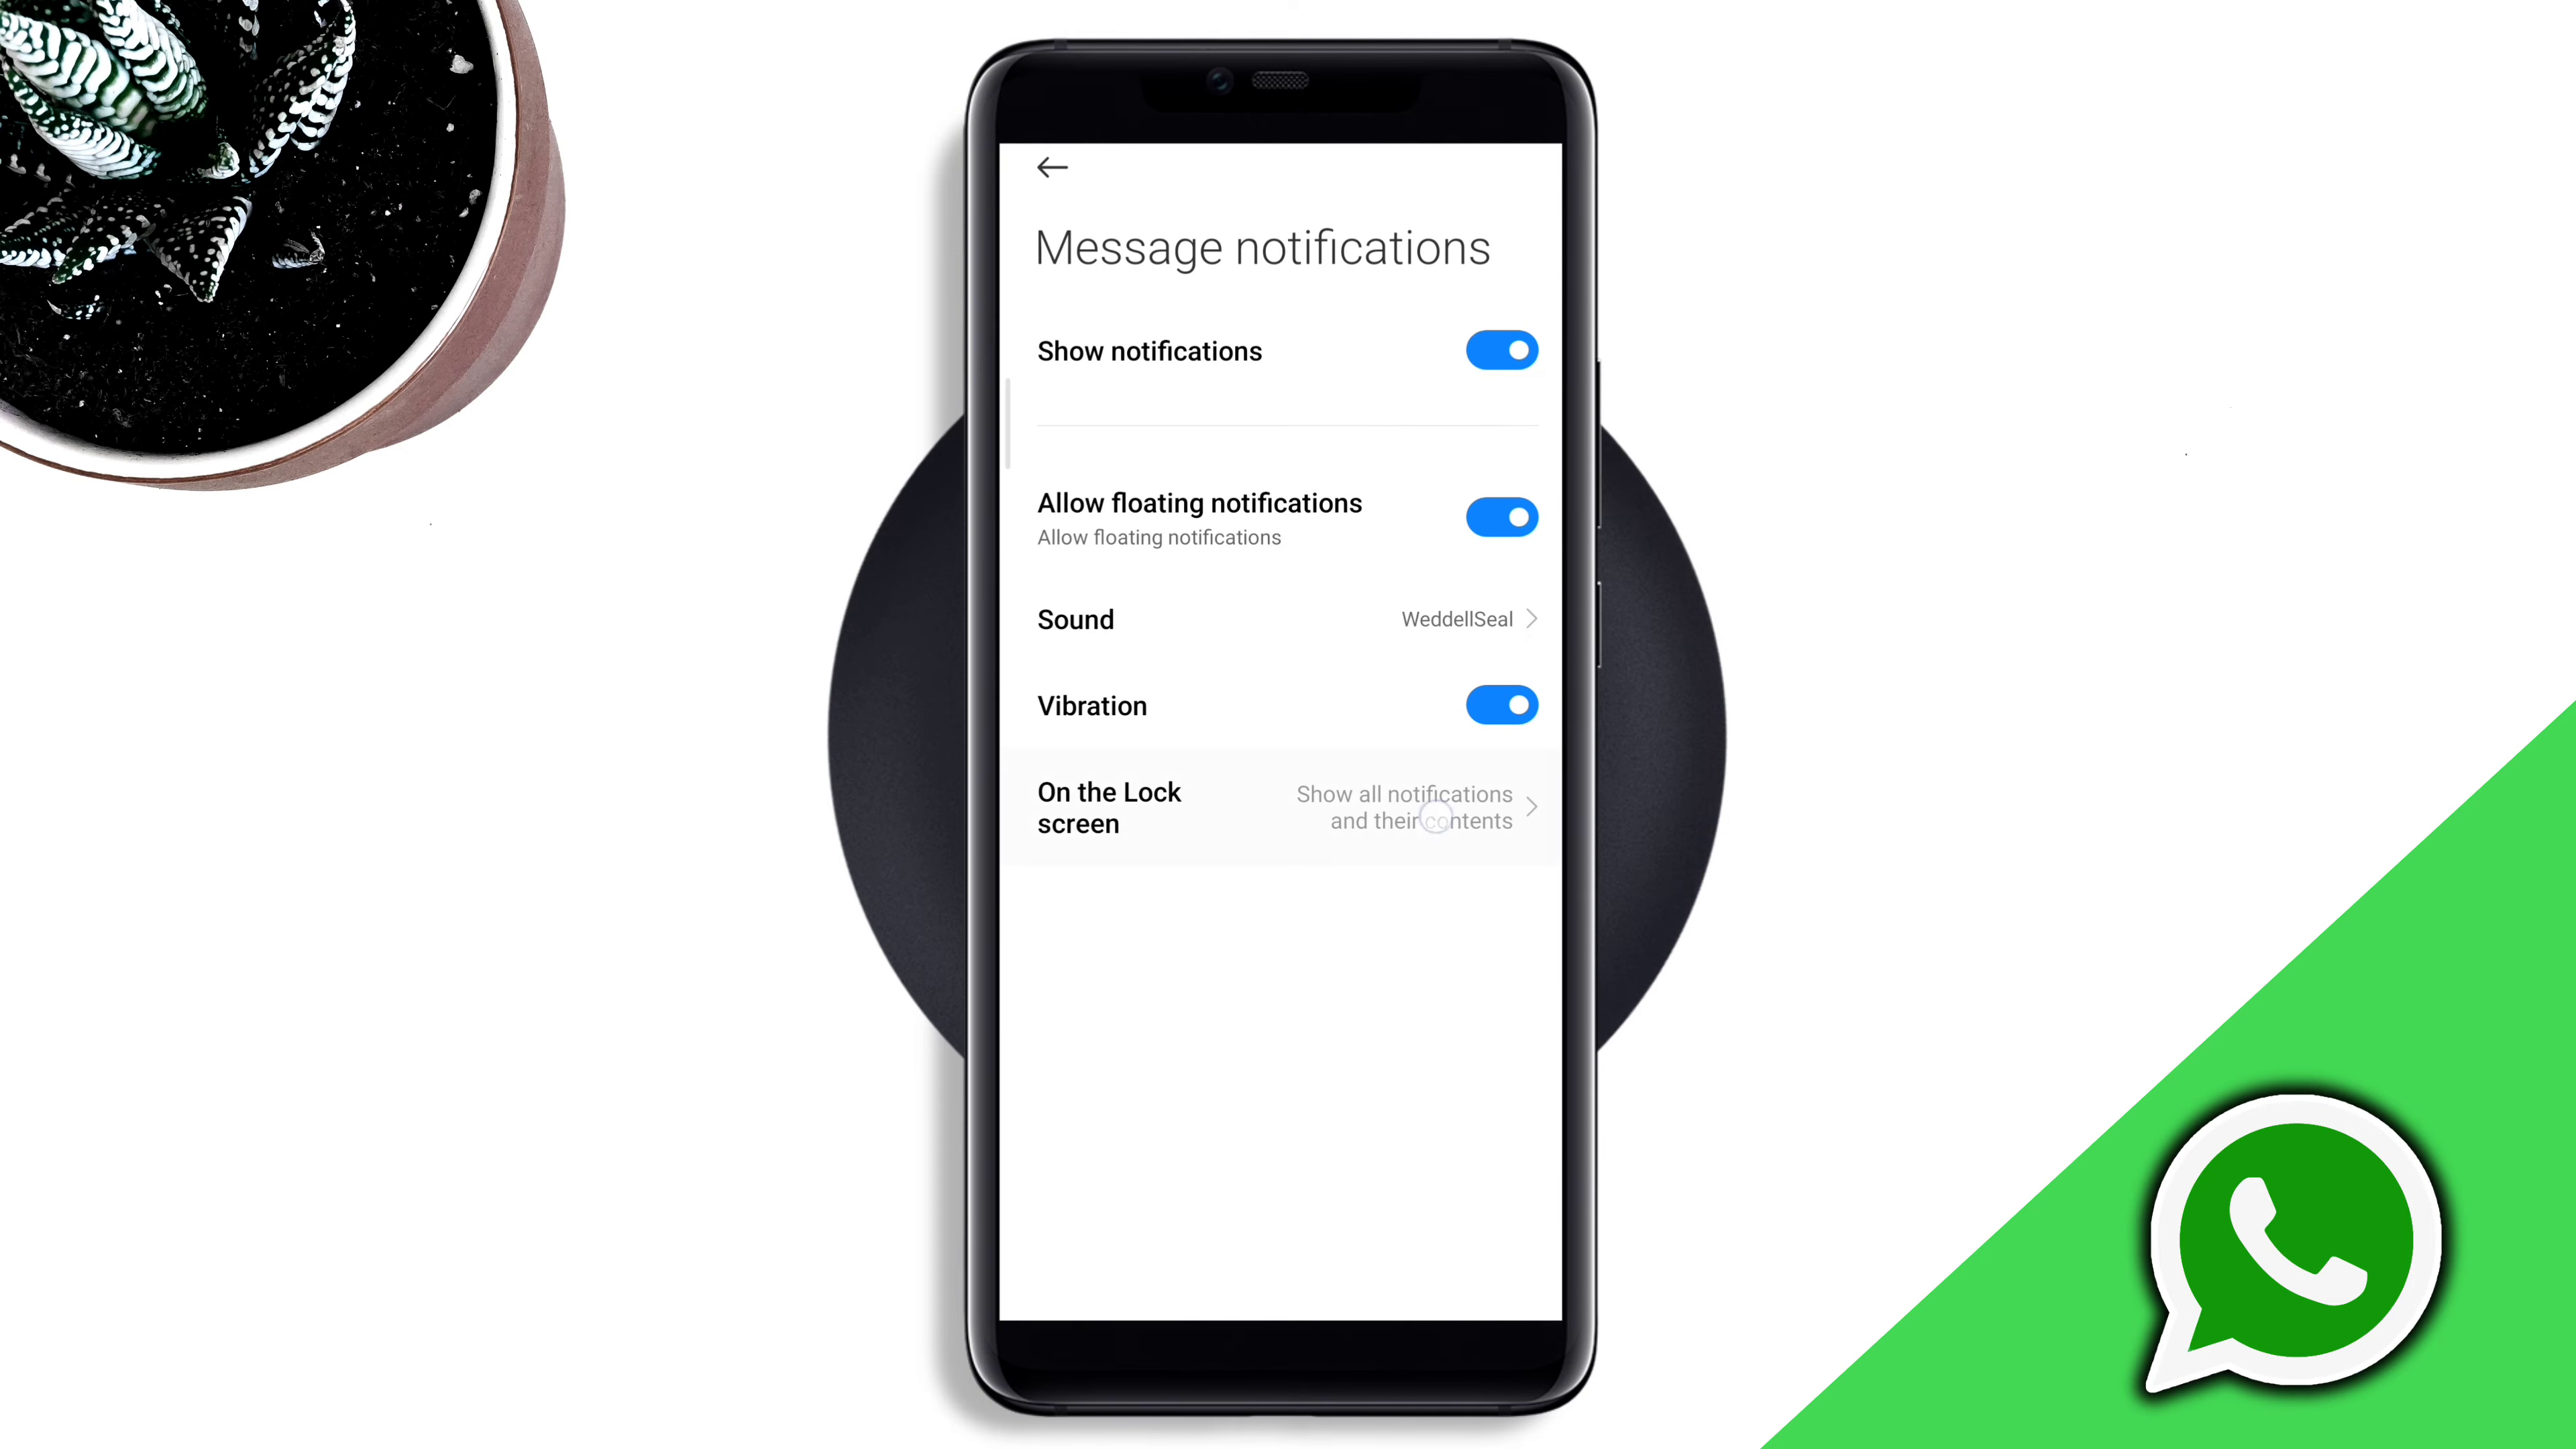 Message notifications
Show notifications
Allow floating notifications
Allow floating notifications
Sound
WeddellSeal
Vibration
On the Lock
screen
Show all notifications
and their contents